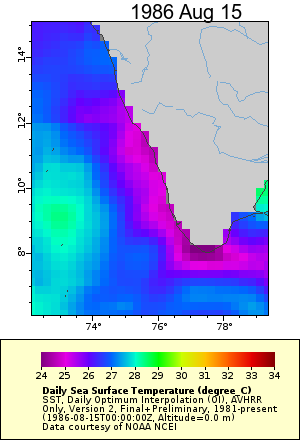 1986 Aug 15
14°
12°
10°
8°
74° 76° 78°
24 25 26 27 28 29 30 31 32 33 34
Daily Sea Surface Temperature (degree_C)
SST, Daily Optimum Interpolation (OI), AVHRR
Only, Version 2, Final+Preliminary, 1981-present
(1986-08-15T00:00:00Z, Altitude=0.0 m)
Data courtesy of NOAA NCEI